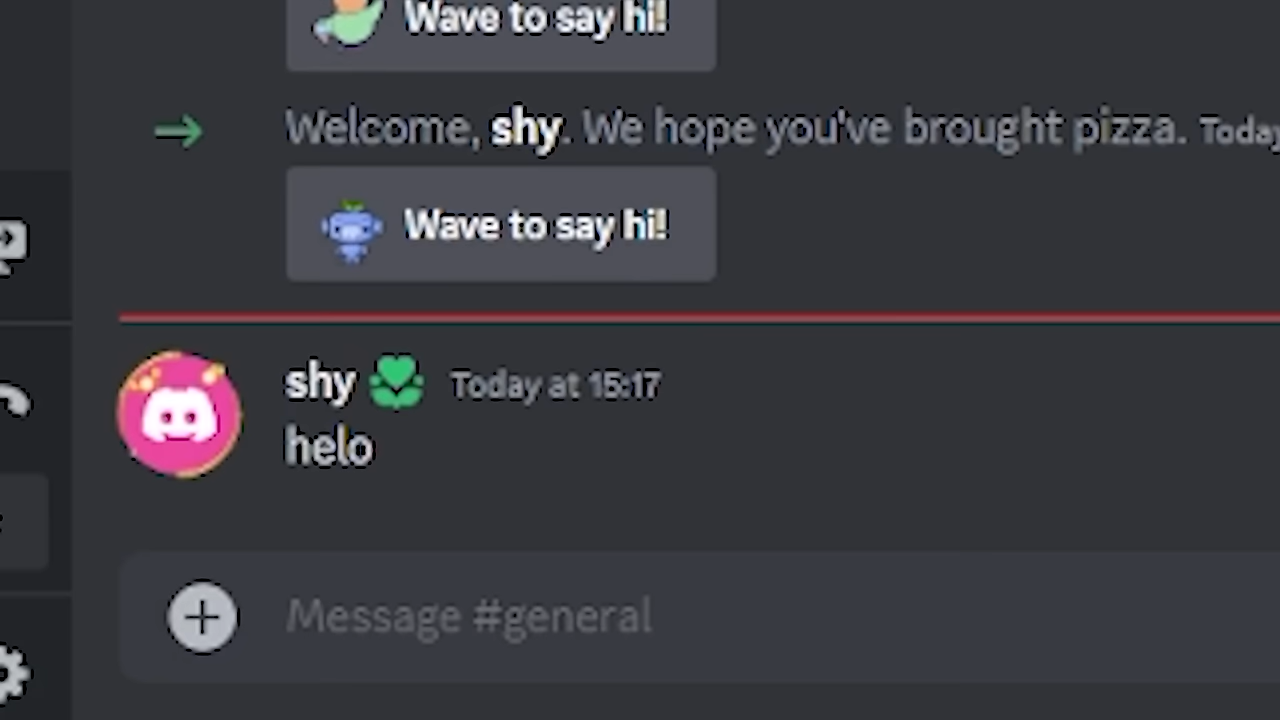 Wave to say hi!
Welcome, shy. We hope you've brought pizza. Today
Wave to say hi!
shy Today at 15:17
helo
Message #general